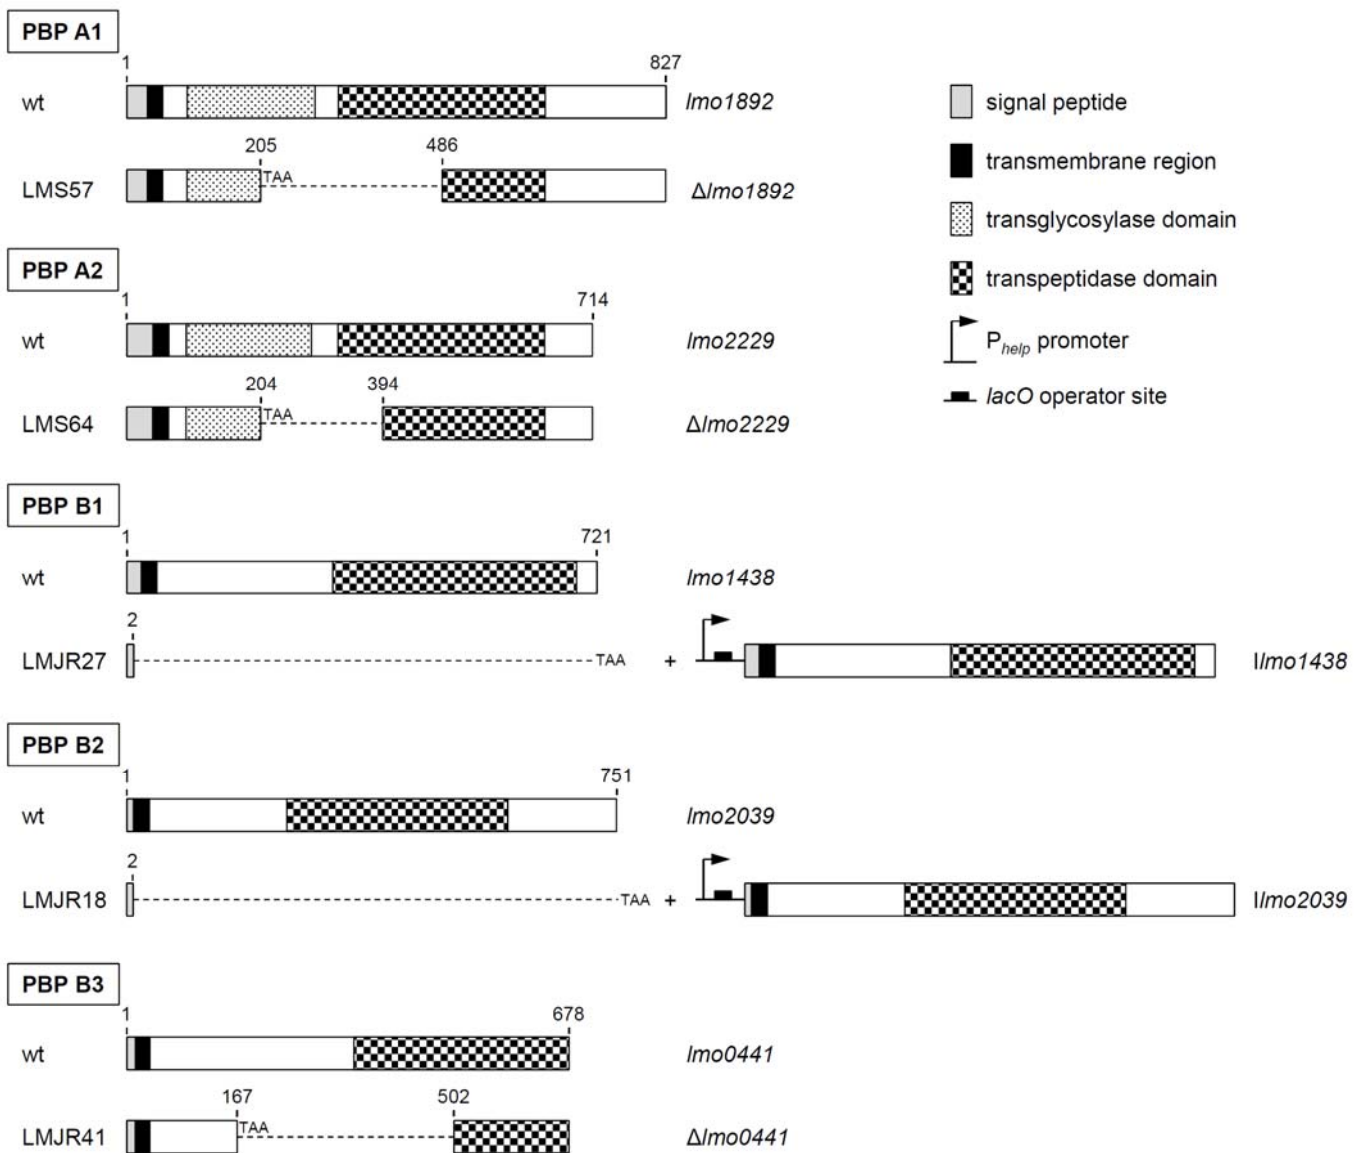 PBP A1
1 827
wt lmo1892
205 486
TAA
LMS57 Δlmo1892
PBP A2
1 714
wt lmo2229
204 394
TAA
LMS64 Δlmo2229
PBP B1
1 721
wt lmo1438
2
LMJR27 TAA + Ilmo1438
PBP B2
1 751
wt lmo2039
2
LMJR18 TAA + Ilmo2039
PBP B3
1 678
wt lmo0441
167 502
TAA
LMJR41 Δlmo0441
signal peptide
transmembrane region
transglycosylase domain
transpeptidase domain
Phelp promoter
lacO operator site